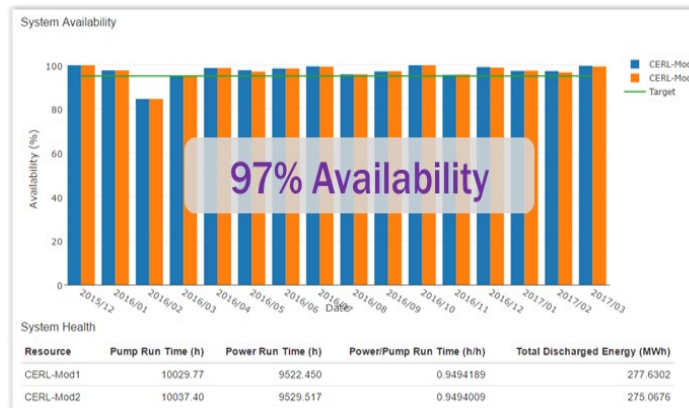 System Availability
100
80
60
40
20
0
Availability (%)
CERL-Mod
CERL-Mod
Target
97% Availability
2015/12
2016/01
2016/02
2016/03
2016/04
2016/05
2016/06
2016/08
2016/09
2016/10
2016/11
2016/12
2017/01
2017/02
2017/03
Date
System Health
Resource Pump Run Time (h) Power Run Time (h) Power/Pump Run Time (h/h) Total Discharged Energy (MWh)
CERL-Mod1 10029.77 9522.450 0.9494189 277.6302
CERL-Mod2 10037.40 9529.517 0.9494009 275.0676